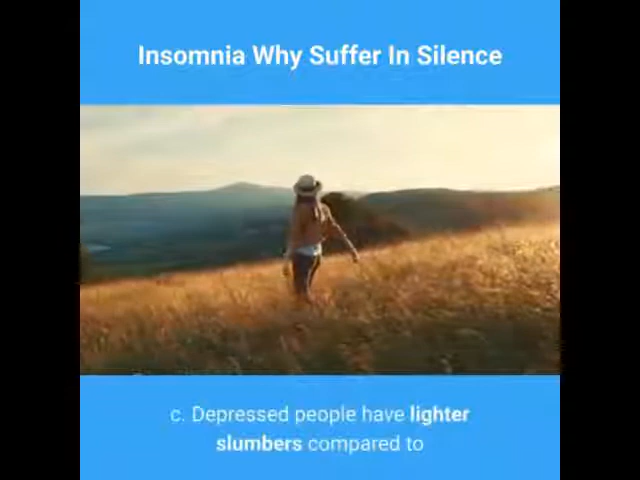 Insomnia Why Suffer In Silence
c. Depressed people have lighter
slumbers compared to